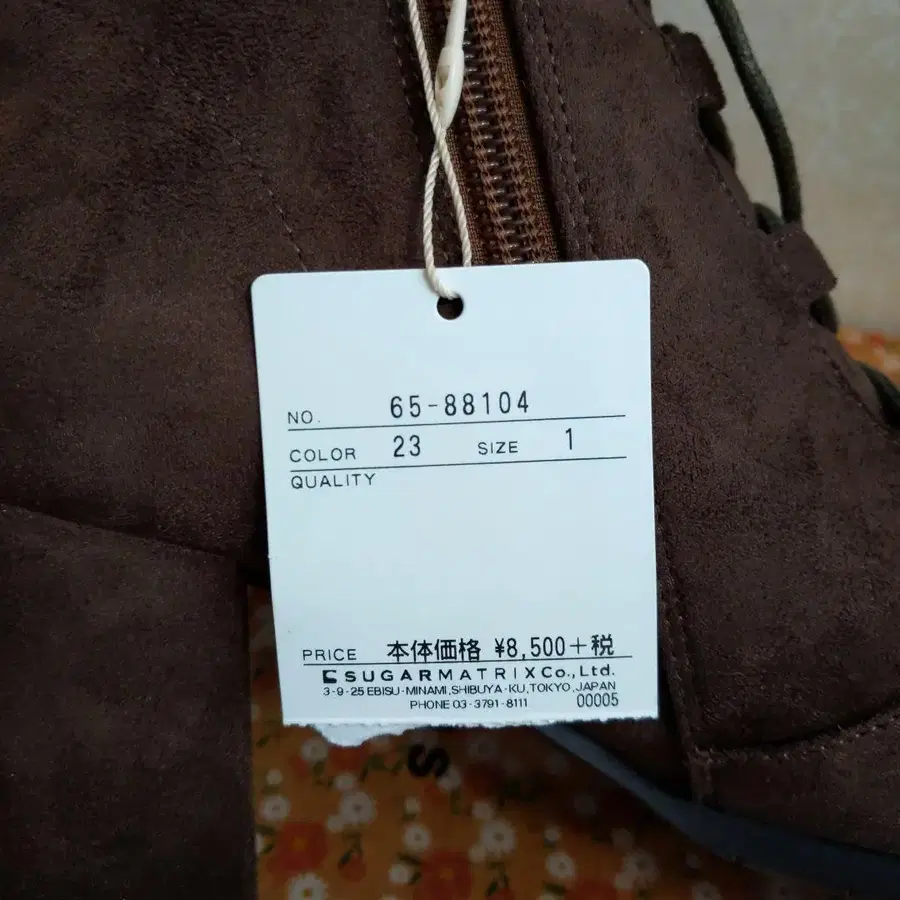 NO. 65-88104
COLOR 23 SIZE 1
QUALITY
PRICE 本体価格 ¥8,500+税
SUGARMATRIX Co., Ltd.
3-9-25 EBISU-MINAMI, SHIBUYA-KU, TOKYO, JAPAN
PHONE 03-3791-8111 00005
S